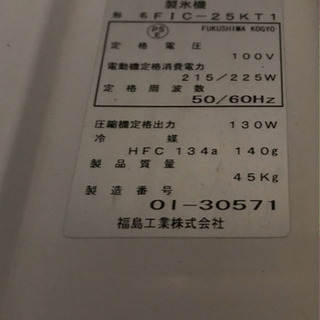 製氷機
形名 FIC-25KT1
PS E FUKUSHIMA KOGYO
定格電圧
100V
電動機定格消費電力
215/225W
定格周波数
50/60Hz
圧縮機定格出力 130W
冷媒
HFC 134a 140g
製品質量
45Kg
製造番号
01-30571
福島工業株式会社